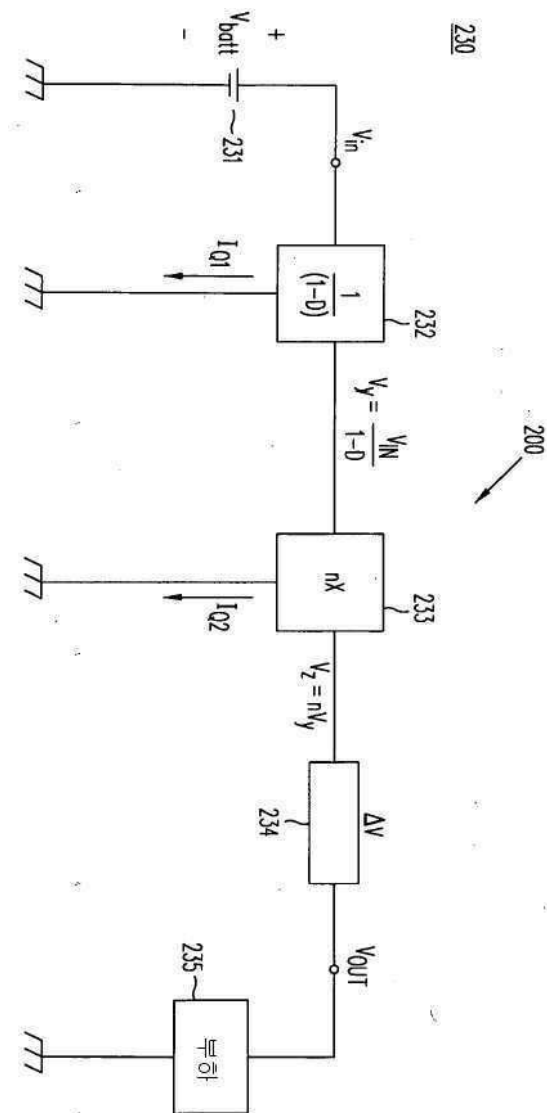 230
200
V_batt
+
-
231
V_in
1/(1-D)
232
I_Q1
V_y = V_IN/1-D
nX
233
I_Q2
V_z = nV_y
ΔV
234
V_OUT
235
부하